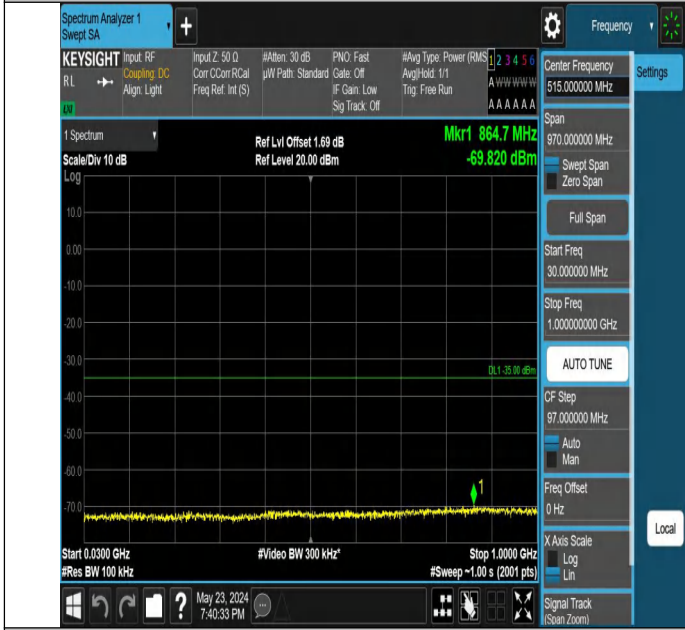 Spectrum Analyzer 1
Swept SA
+
Frequency
KEYSIGHT
RL
LXI
Input: RF
Coupling: DC
Align: Light
Input Z: 50 Ω
Corr CCorr RCal
Freq Ref: Int (S)
#Atten: 30 dB
µW Path: Standard
PNO: Fast
Gate: Off
IF Gain: Low
Sig Track: Off
#Avg Type: Power (RMS
Avg|Hold: 1/1
Trig: Free Run
1 2 3 4 5 6
A W W W W W
A A A A A A
1 Spectrum
Scale/Div 10 dB
Log
Ref Lvl Offset 1.69 dB
Ref Level 20.00 dBm
Mkr1 864.7 MHz
-69.820 dBm
10.0
0.00
-10.0
-20.0
-30.0
DL1 -35.00 dBm
-40.0
-50.0
-60.0
1
-70.0
Start 0.0300 GHz
#Res BW 100 kHz
#Video BW 300 kHz*
Stop 1.0000 GHz
#Sweep ~1.00 s (2001 pts)
?
May 23, 2024
7:40:33 PM
Center Frequency
515.000000 MHz
Span
970.000000 MHz
Swept Span
Zero Span
Full Span
Start Freq
30.000000 MHz
Stop Freq
1.000000000 GHz
AUTO TUNE
CF Step
97.000000 MHz
Auto
Man
Freq Offset
0 Hz
X Axis Scale
Log
Lin
Signal Track
(Span Zoom)
Settings
Local